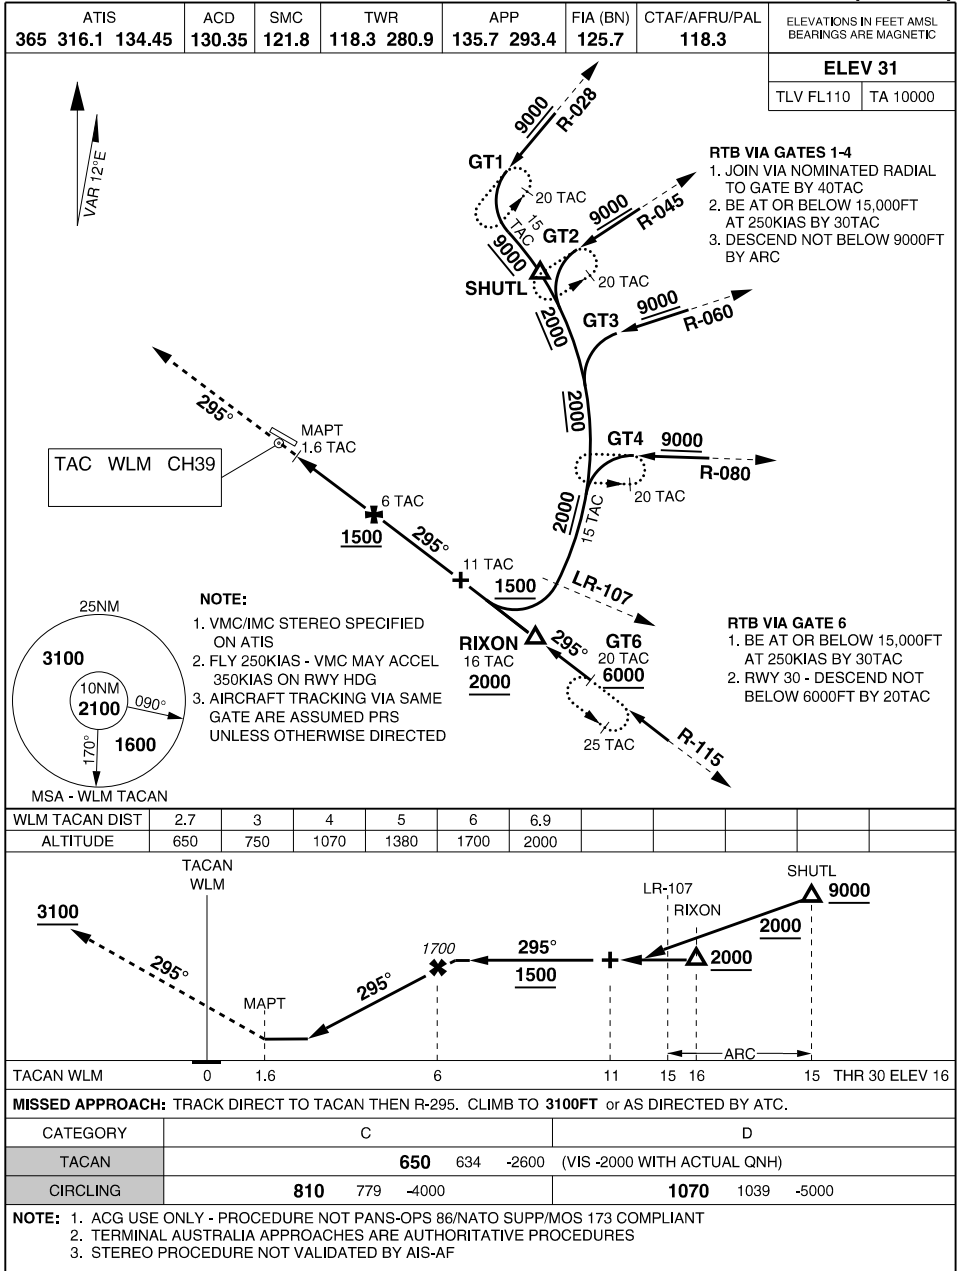 ATIS ACD SMC TWR APP FIA (BN) CTAF/AFRU/PAL ELEVATIONS IN FEET AMSL
365 316.1 134.45 130.35 121.8 118.3 280.9 135.7 293.4 125.7 118.3 BEARINGS ARE MAGNETIC
ELEV 31
TLV FL110 TA 10000
VAR 12°E
9000
R-028
GT1
20 TAC
15 TAC
9000
R-045
GT2
20 TAC
9000
SHUTL
2000
GT3
9000
R-060
2000
GT4
9000
R-080
20 TAC
2000
15 TAC
RTB VIA GATES 1-4
1. JOIN VIA NOMINATED RADIAL
TO GATE BY 40TAC
2. BE AT OR BELOW 15,000FT
AT 250KIAS BY 30TAC
3. DESCEND NOT BELOW 9000FT
BY ARC
295°
MAPT
1.6 TAC
TAC WLM CH39
6 TAC
1500
295°
11 TAC
1500
LR-107
RIXON
16 TAC
2000
295°
GT6
20 TAC
6000
25 TAC
R-115
RTB VIA GATE 6
1. BE AT OR BELOW 15,000FT
AT 250KIAS BY 30TAC
2. RWY 30 - DESCEND NOT
BELOW 6000FT BY 20TAC
NOTE:
1. VMC/IMC STEREO SPECIFIED
ON ATIS
2. FLY 250KIAS - VMC MAY ACCEL
350KIAS ON RWY HDG
3. AIRCRAFT TRACKING VIA SAME
GATE ARE ASSUMED PRS
UNLESS OTHERWISE DIRECTED
25NM
3100
10NM
2100
090°
170°
1600
MSA - WLM TACAN
WLM TACAN DIST 2.7 3 4 5 6 6.9
ALTITUDE 650 750 1070 1380 1700 2000
TACAN
WLM
3100
295°
MAPT
295°
1700
295°
1500
LR-107
RIXON
2000
SHUTL
9000
2000
ARC
TACAN WLM 0 1.6 6 11 15 16 15 THR 30 ELEV 16
MISSED APPROACH: TRACK DIRECT TO TACAN THEN R-295. CLIMB TO 3100FT or AS DIRECTED BY ATC.
CATEGORY C D
TACAN 650 634 -2600 (VIS -2000 WITH ACTUAL QNH)
CIRCLING 810 779 -4000 1070 1039 -5000
NOTE: 1. ACG USE ONLY - PROCEDURE NOT PANS-OPS 86/NATO SUPP/MOS 173 COMPLIANT
2. TERMINAL AUSTRALIA APPROACHES ARE AUTHORITATIVE PROCEDURES
3. STEREO PROCEDURE NOT VALIDATED BY AIS-AF